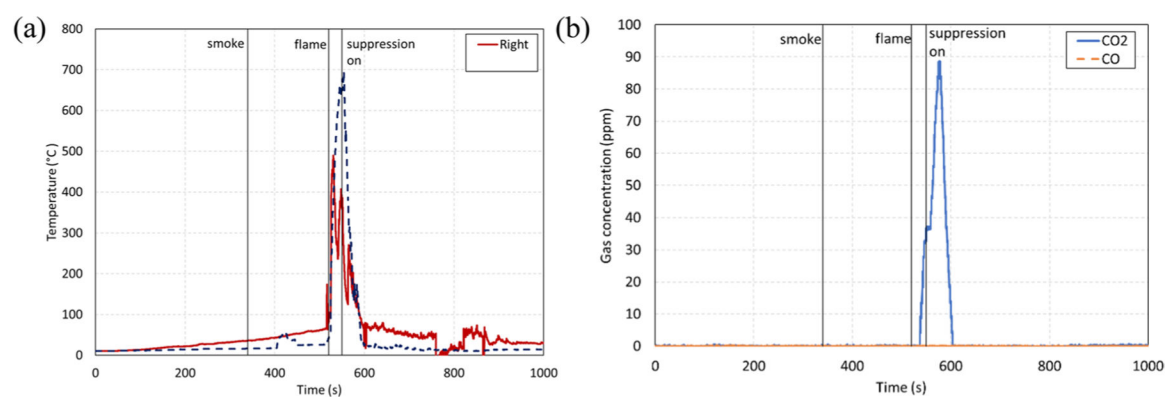 (a)
800
700
600
500
400
300
200
100
0
Temperature (°C)
smoke
flame
suppression
on
Right
0
200
400
600
800
1000
Time (s)
(b)
100
90
80
70
60
50
40
30
20
10
0
Gas concentration (ppm)
smoke
flame
suppression
on
CO2
CO
0
200
400
600
800
1000
Time (s)